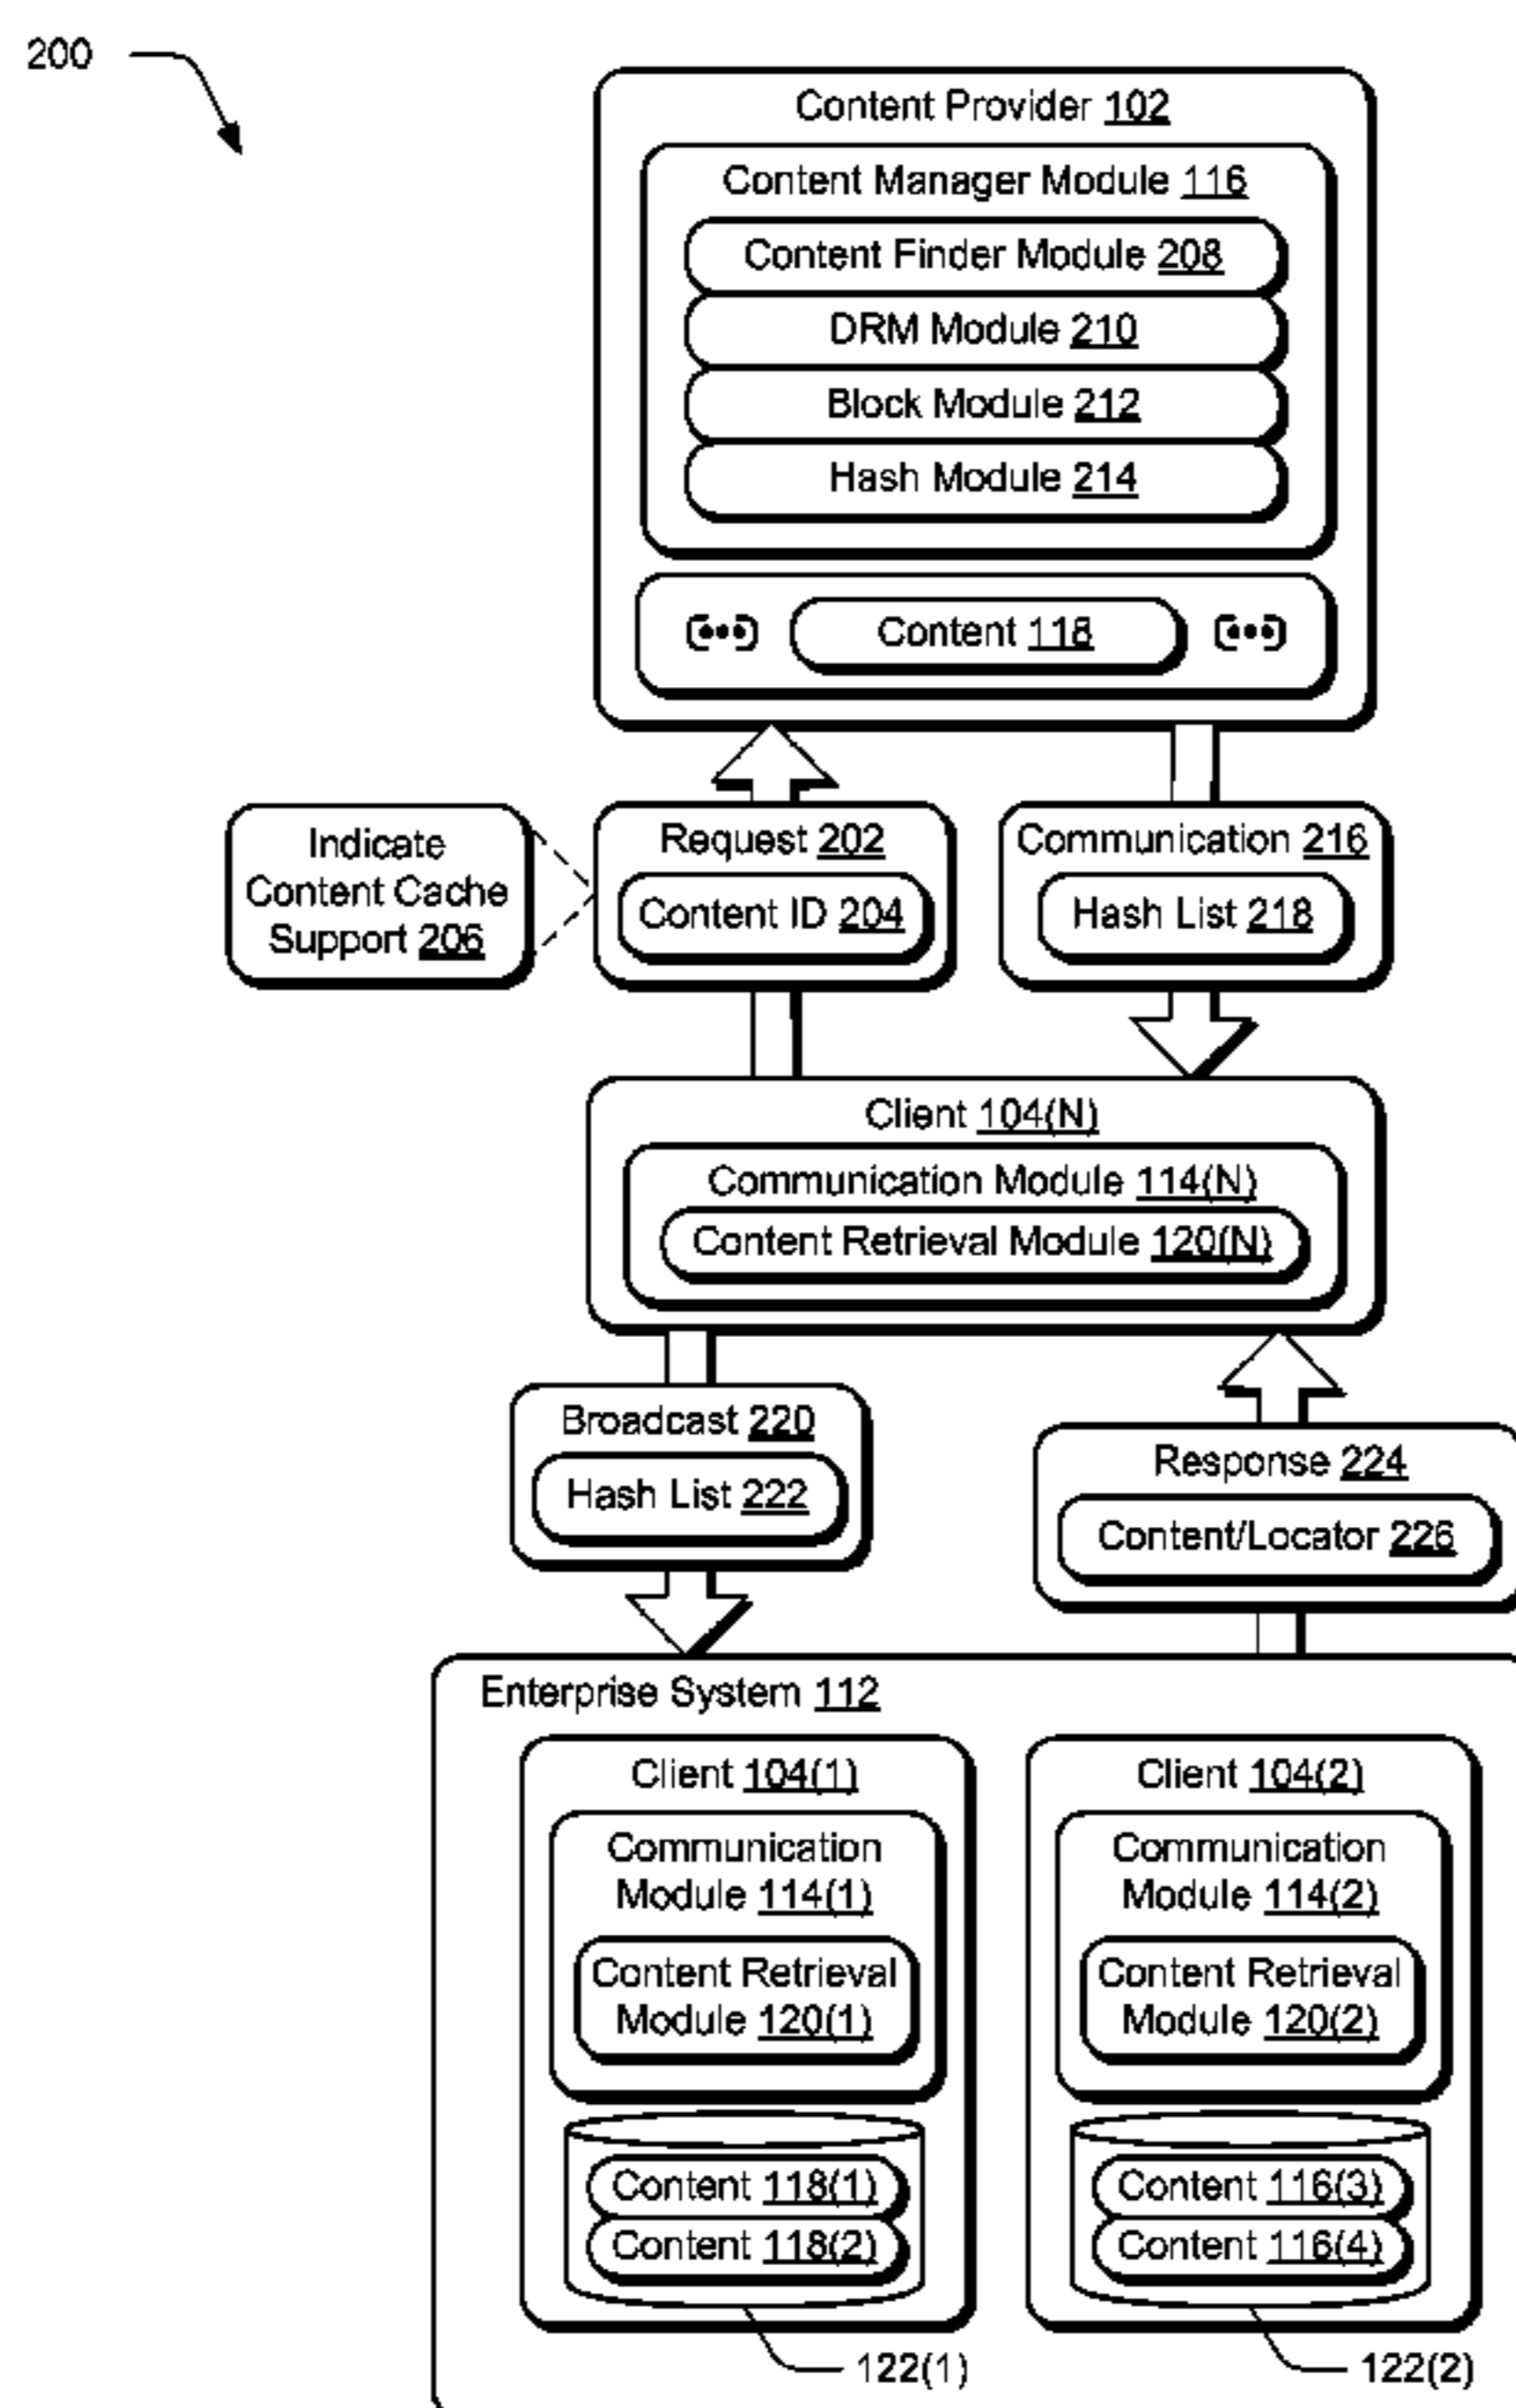 200
Content Provider 102
Content Manager Module 116
Content Finder Module 208
DRM Module 210
Block Module 212
Hash Module 214
Content 118
Indicate
Content Cache
Support 206
Request 202
Content ID 204
Communication 216
Hash List 218
Client 104(N)
Communication Module 114(N)
Content Retrieval Module 120(N)
Broadcast 220
Hash List 222
Response 224
Content/Locator 226
Enterprise System 112
Client 104(1)
Communication
Module 114(1)
Content Retrieval
Module 120(1)
Content 118(1)
Content 118(2)
122(1)
Client 104(2)
Communication
Module 114(2)
Content Retrieval
Module 120(2)
Content 116(3)
Content 116(4)
122(2)